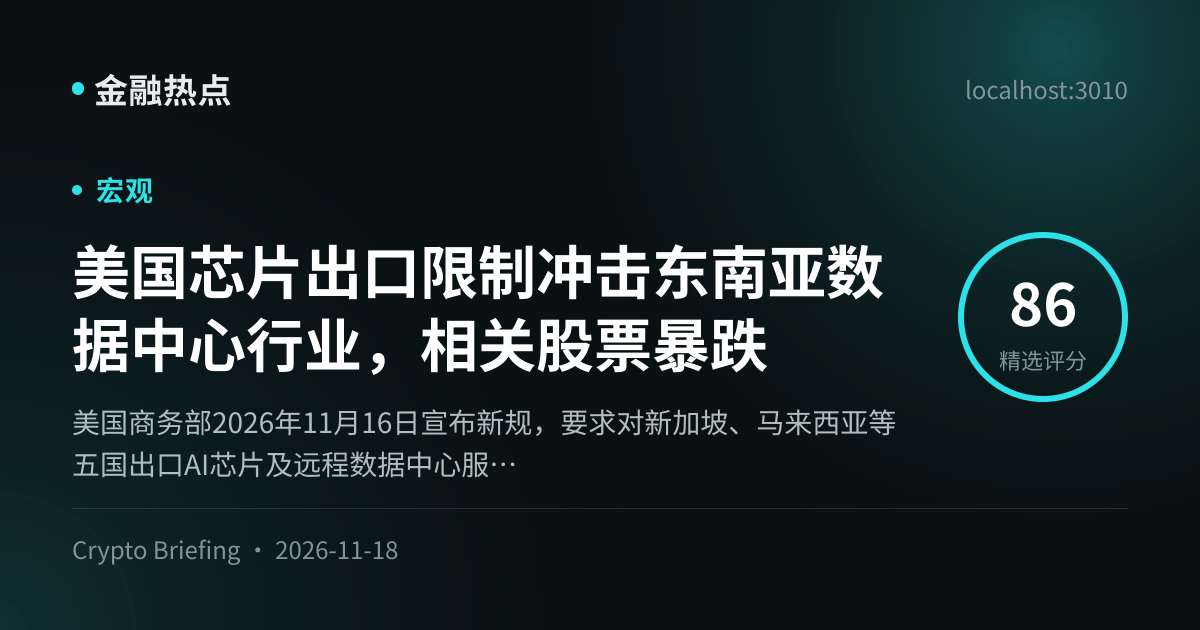 金融热点
localhost:3010
宏观
美国芯片出口限制冲击东南亚数
据中心行业，相关股票暴跌
86
精选评分
美国商务部2026年11月16日宣布新规，要求对新加坡、马来西亚等
五国出口AI芯片及远程数据中心服…
Crypto Briefing · 2026-11-18